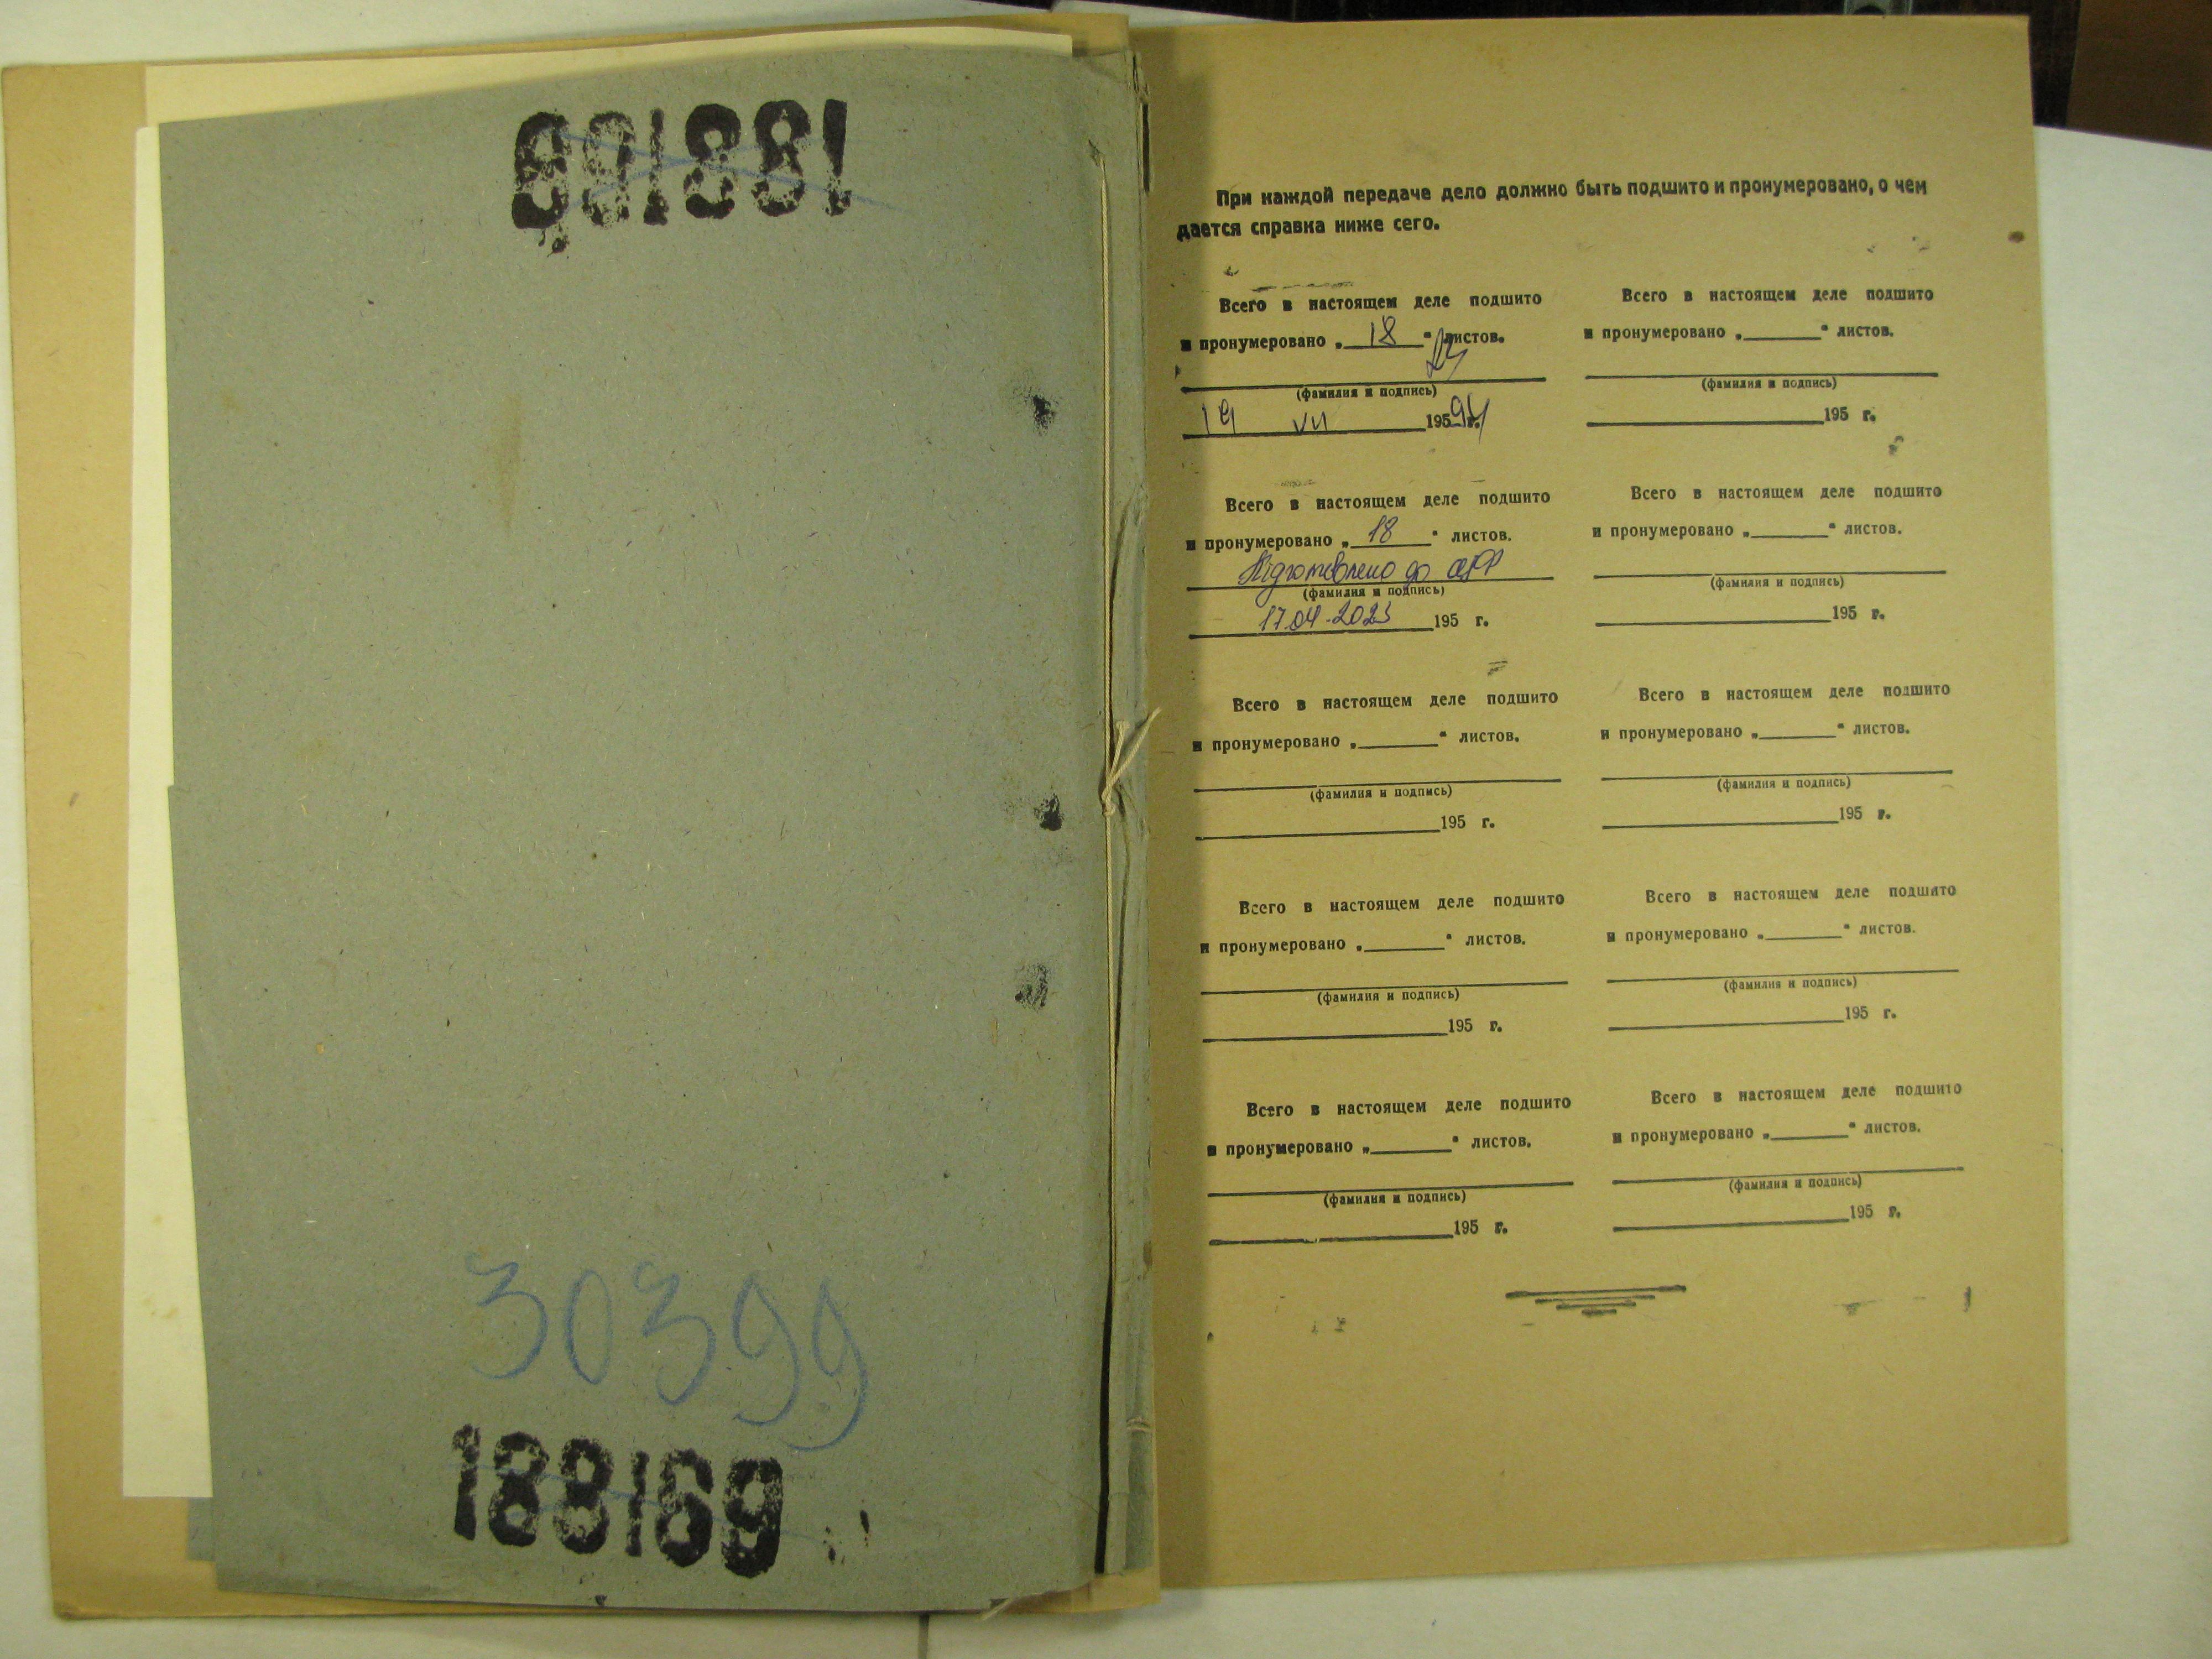 188169
30399
188169
При каждой передаче дело должно быть подшито и пронумеровано, о чем
дается справка ниже сего.
Всего в настоящем деле подшито
и пронумеровано „ 18 “ листов.
(фамилия и подпись)
19 VII 195 94 г.
Всего в настоящем деле подшито
и пронумеровано „ 18 “ листов.
Підготовлено до
(фамилия и подпись)
17.04.2023 195 г.
Всего в настоящем деле подшито
и пронумеровано „______“ листов.
(фамилия и подпись)
195 г.
Всего в настоящем деле подшито
и пронумеровано „______“ листов.
(фамилия и подпись)
195 г.
Всего в настоящем деле подшито
и пронумеровано „______“ листов.
(фамилия и подпись)
195 г.
Всего в настоящем деле подшито
и пронумеровано „______“ листов.
(фамилия и подпись)
195 г.
Всего в настоящем деле подшито
и пронумеровано „______“ листов.
(фамилия и подпись)
195 г.
Всего в настоящем деле подшито
и пронумеровано „______“ листов.
(фамилия и подпись)
195 г.
Всего в настоящем деле подшито
и пронумеровано „______“ листов.
(фамилия и подпись)
195 г.
Всего в настоящем деле подшито
и пронумеровано „______“ листов.
(фамилия и подпись)
195 г.